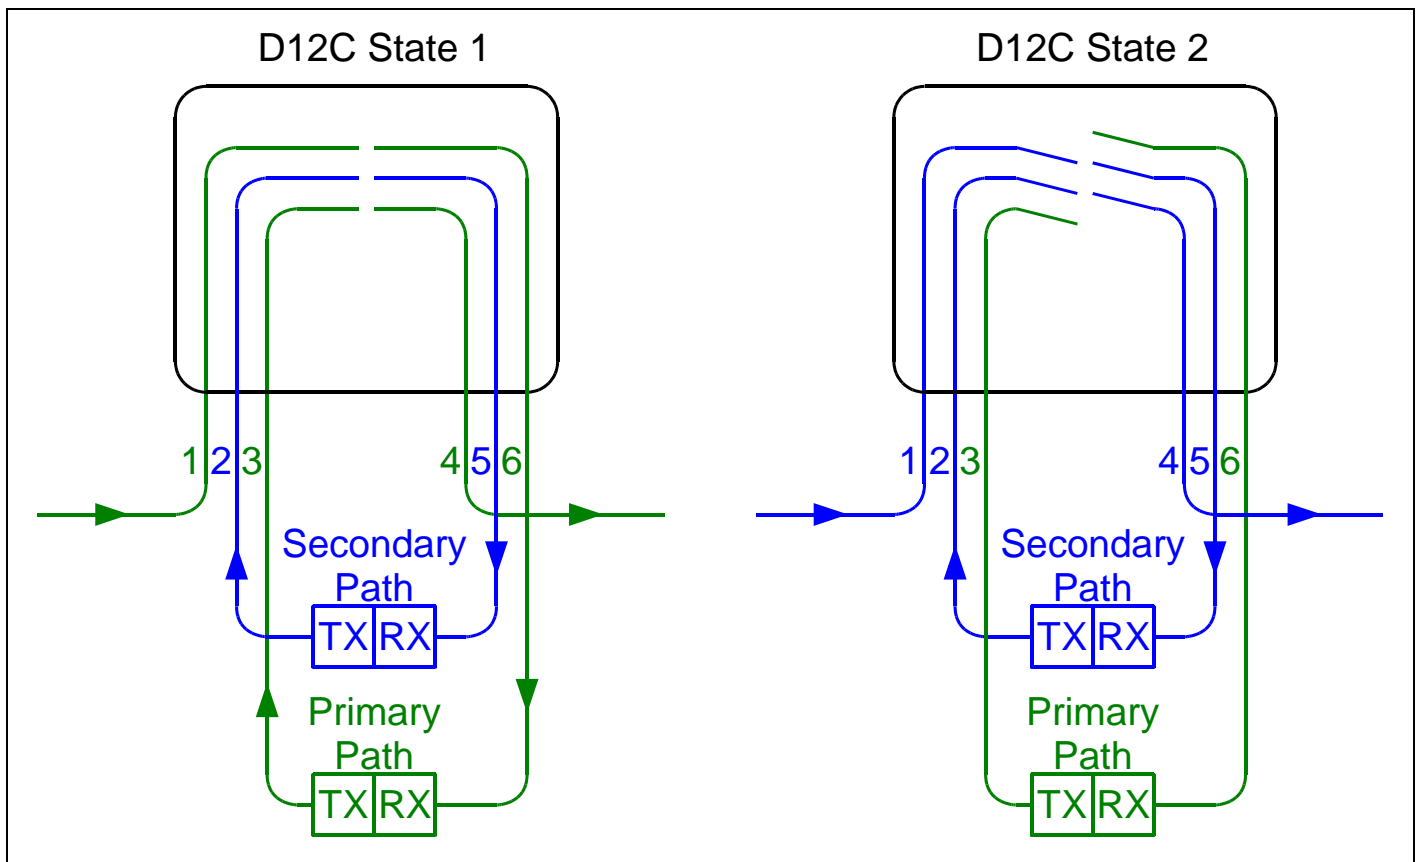 D12C State 1
1 2 3 4 5 6
Secondary
Path
TX RX
Primary
Path
TX RX
D12C State 2
1 2 3 4 5 6
Secondary
Path
TX RX
Primary
Path
TX RX